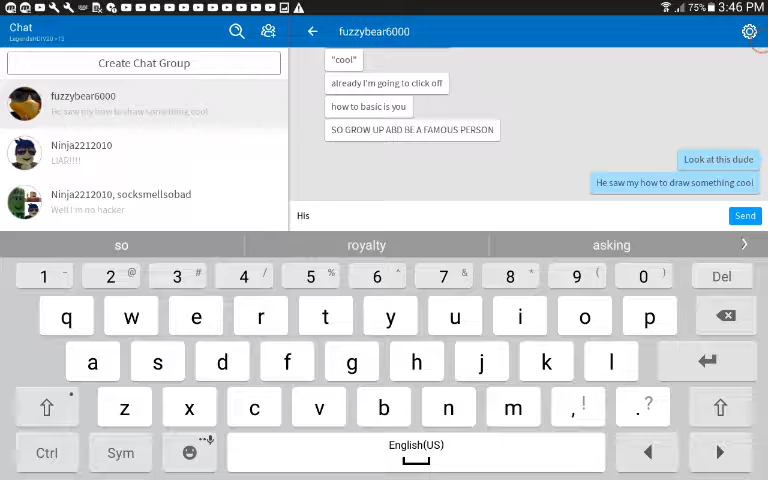 75% 3:46 PM
Chat
fuzzybear6000
Create Chat Group
fuzzybear6000
He saw my how to draw something cool
Ninja2212010
LIAR!!!!
Ninja2212010, socksmellsobad
Well I'm no hacker
"cool"
already I'm going to click off
how to basic is you
SO GROW UP ABD BE A FAMOUS PERSON
Look at this dude
He saw my how to draw something cool
His
Send
so royalty asking
1 - 2 @ 3 # 4 / 5 % 6 ^ 7 & 8 * 9 ( 0 ) Del
q w e r t y u i o p
a s d f g h j k l
z x c v b n m , ! . ?
Ctrl Sym English(US)